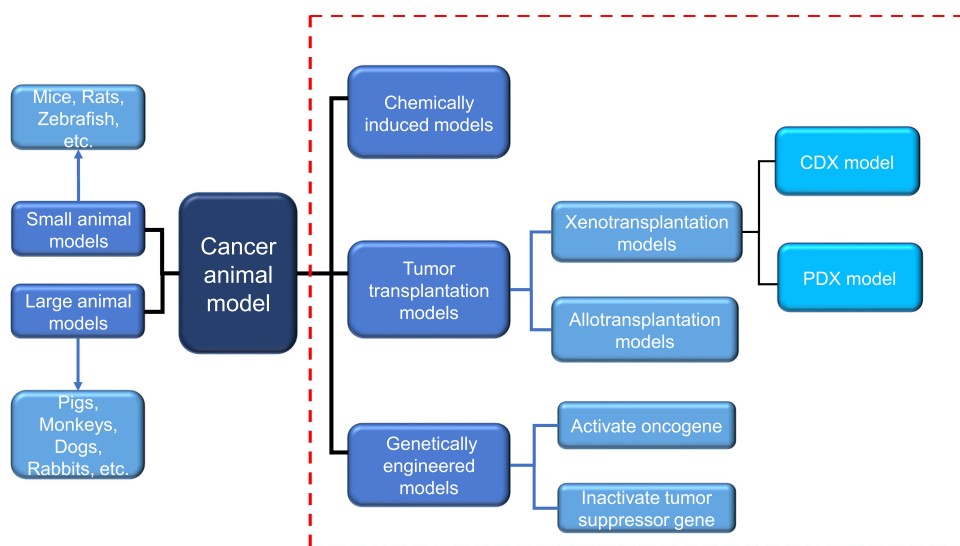 Mice, Rats,
Zebrafish,
etc.
Small animal
models
Large animal
models
Pigs,
Monkeys,
Dogs,
Rabbits, etc.
Cancer
animal
model
Chemically
induced models
Tumor
transplantation
models
Genetically
engineered
models
Xenotransplantation
models
Allotransplantation
models
Activate oncogene
Inactivate tumor
suppressor gene
CDX model
PDX model